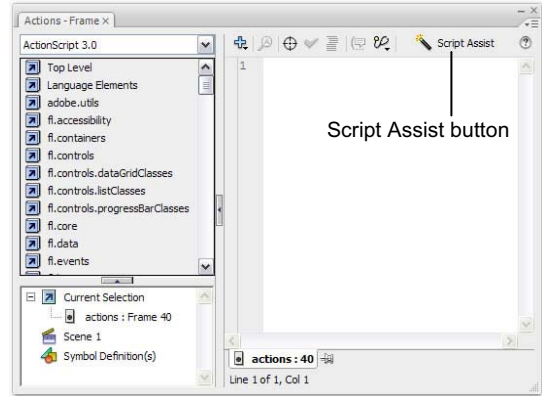 Actions - Frame ×
ActionScript 3.0
Script Assist
1
Top Level
Language Elements
adobe.utils
fl.accessibility
fl.containers
fl.controls
fl.controls.dataGridClasses
fl.controls.listClasses
fl.controls.progressBarClasses
fl.core
fl.data
fl.events
Script Assist button
Current Selection
actions : Frame 40
Scene 1
Symbol Definition(s)
actions : 40
Line 1 of 1, Col 1